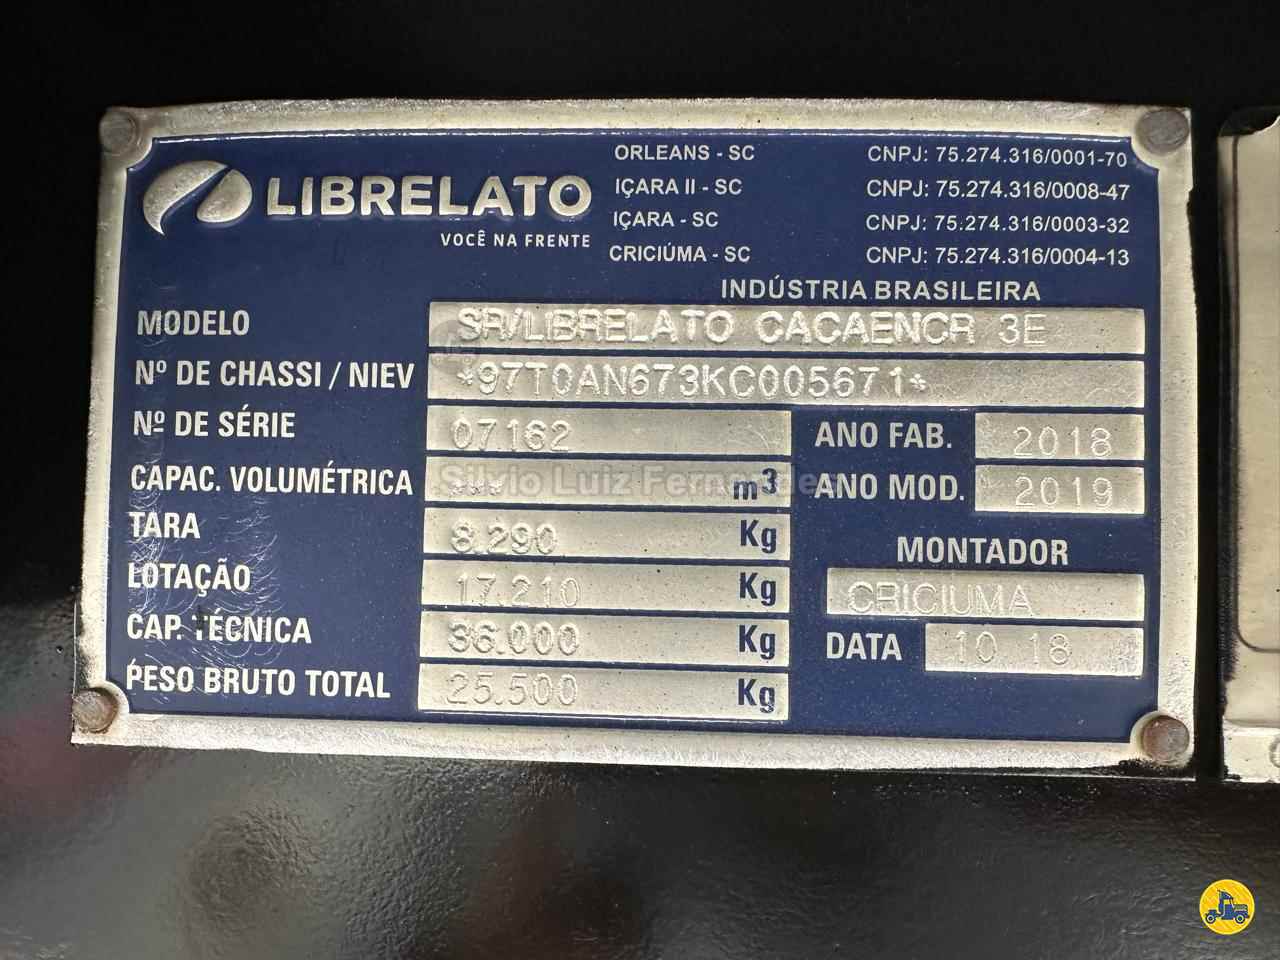 LIBRELATO
VOCÊ NA FRENTE
ORLEANS - SC CNPJ: 75.274.316/0001-70
IÇARA II - SC CNPJ: 75.274.316/0008-47
IÇARA - SC CNPJ: 75.274.316/0003-32
CRICIÚMA - SC CNPJ: 75.274.316/0004-13
INDÚSTRIA BRASILEIRA
MODELO SR/LIBRELATO CACAENCR 3E
Nº DE CHASSI / NIEV *97T0AN673KC005671*
Nº DE SÉRIE 07162 ANO FAB. 2018
CAPAC. VOLUMÉTRICA *** m³ ANO MOD. 2019
Silvio Luiz Fernandes
TARA 8.290 Kg MONTADOR
LOTAÇÃO 17.210 Kg CRICIUMA
CAP. TÉCNICA 36.000 Kg DATA 10 18
PESO BRUTO TOTAL 25.500 Kg